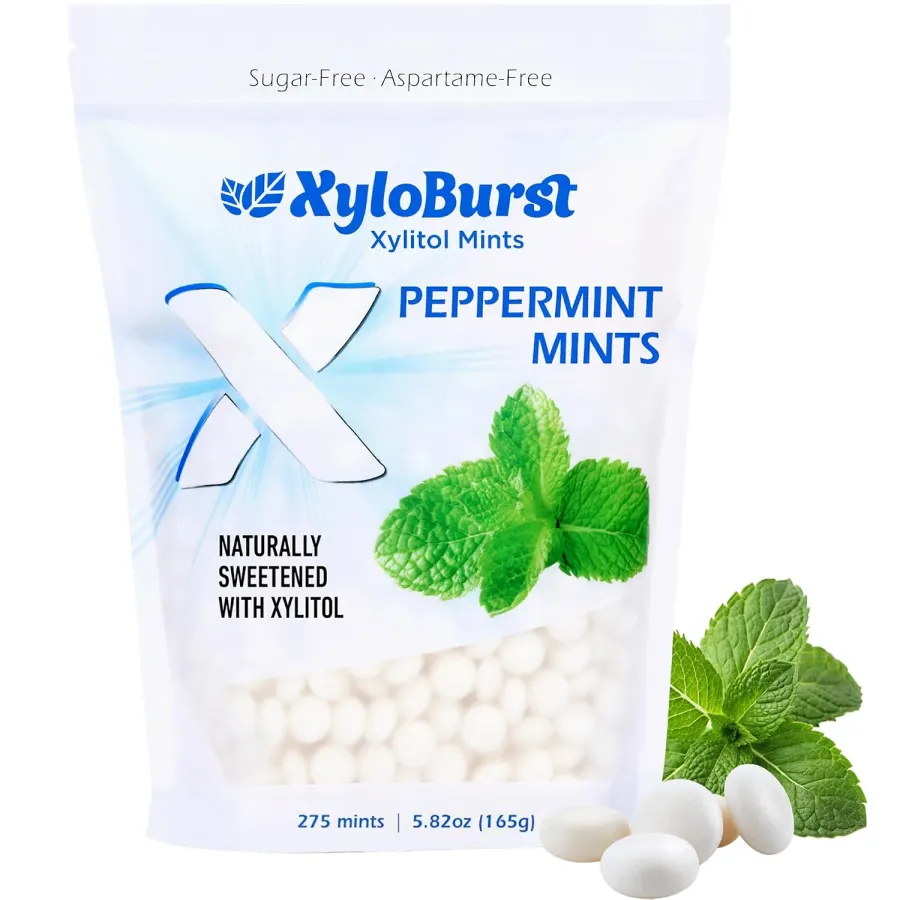 Sugar-Free · Aspartame-Free
XyloBurst
Xylitol Mints
PEPPERMINT
MINTS
NATURALLY
SWEETENED
WITH XYLITOL
275 mints | 5.82oz (165g)